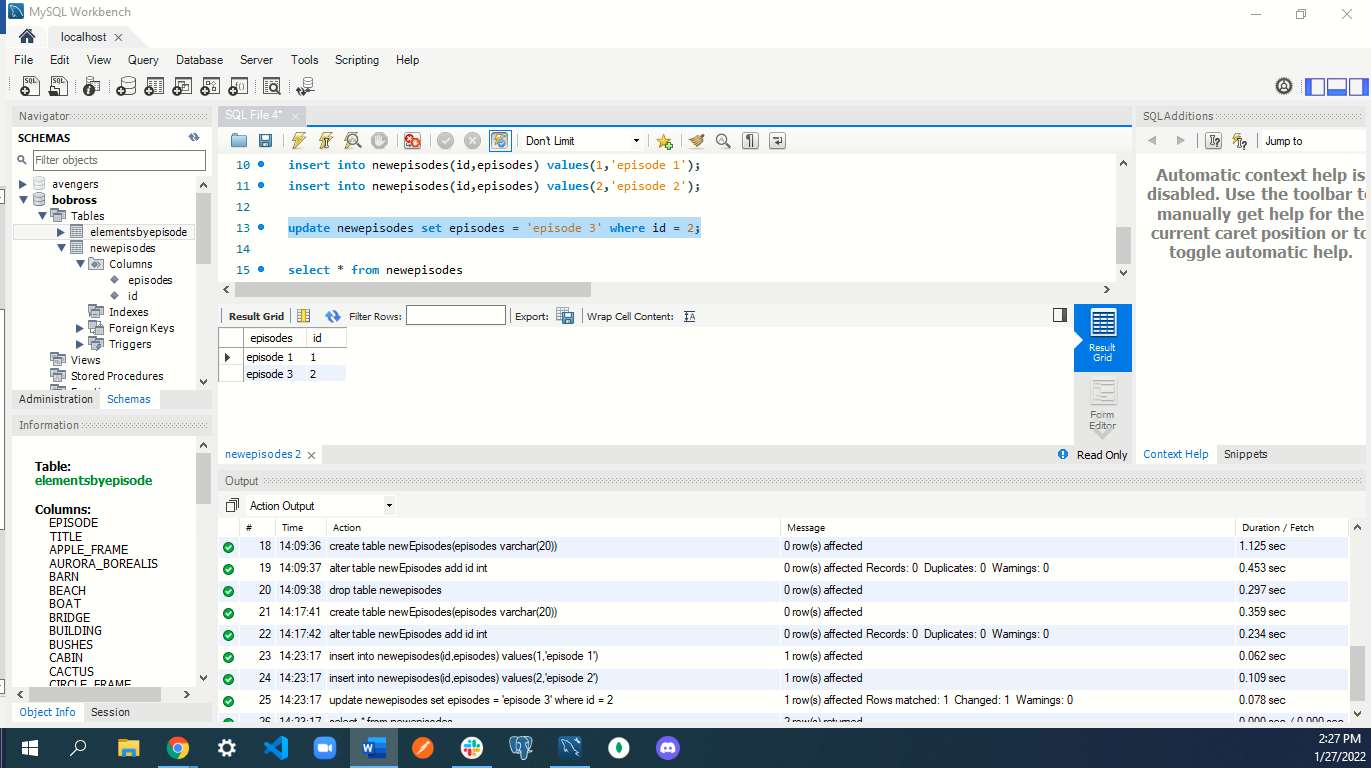 MySQL Workbench
localhost
File Edit View Query Database Server Tools Scripting Help
Navigator
SCHEMAS
Filter objects
avengers
bobross
Tables
elementsbyepisode
newepisodes
Columns
episodes
id
Indexes
Foreign Keys
Triggers
Views
Stored Procedures
Administration Schemas
Information
Table:
elementsbyepisode
Columns:
EPISODE
TITLE
APPLE_FRAME
AURORA_BOREALIS
BARN
BEACH
BOAT
BRIDGE
BUILDING
BUSHES
CABIN
CACTUS
CIRCLE_FRAME
Object Info Session
SQL File 4*
Don't Limit
10 insert into newepisodes(id,episodes) values(1,'episode 1');
11 insert into newepisodes(id,episodes) values(2,'episode 2');
12
13 update newepisodes set episodes = 'episode 3' where id = 2;
14
15 select * from newepisodes
Result Grid Filter Rows: Export: Wrap Cell Content:
episodes id
episode 1 1
episode 3 2
Result
Grid
Form
Editor
newepisodes 2
Read Only
SQLAdditions
Jump to
Automatic context help is
disabled. Use the toolbar to
manually get help for the
current caret position or to
toggle automatic help.
Context Help Snippets
Output
Action Output
# Time Action Message Duration / Fetch
18 14:09:36 create table newEpisodes(episodes varchar(20)) 0 row(s) affected 1.125 sec
19 14:09:37 alter table newEpisodes add id int 0 row(s) affected Records: 0 Duplicates: 0 Warnings: 0 0.453 sec
20 14:09:38 drop table newepisodes 0 row(s) affected 0.297 sec
21 14:17:41 create table newEpisodes(episodes varchar(20)) 0 row(s) affected 0.359 sec
22 14:17:42 alter table newEpisodes add id int 0 row(s) affected Records: 0 Duplicates: 0 Warnings: 0 0.234 sec
23 14:23:17 insert into newepisodes(id,episodes) values(1,'episode 1') 1 row(s) affected 0.062 sec
24 14:23:17 insert into newepisodes(id,episodes) values(2,'episode 2') 1 row(s) affected 0.109 sec
25 14:23:17 update newepisodes set episodes = 'episode 3' where id = 2 1 row(s) affected Rows matched: 1 Changed: 1 Warnings: 0 0.078 sec
26 14:23:17 select * from newepisodes 2 row(s) returned 0.000 sec / 0.000 sec
2:27 PM
1/27/2022